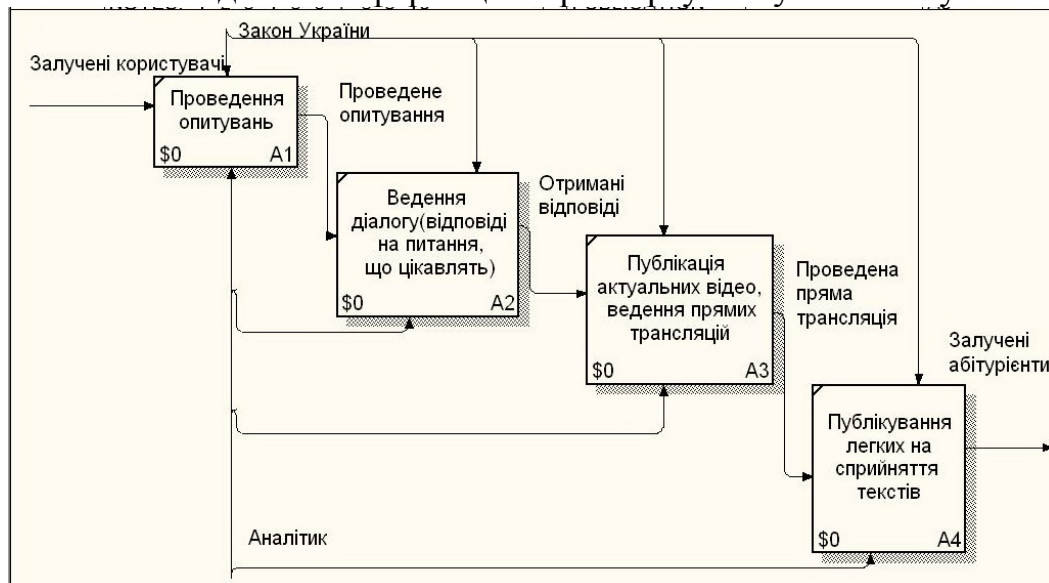 Закон України
Залучені користувачі
Проведення
опитувань
$0 A1
Проведене
опитування
Ведення
діалогу(відповіді
на питання,
що цікавлять)
$0 A2
Отримані
відповіді
Публікація
актуальних відео,
ведення прямих
трансляцій
$0 A3
Проведена
пряма
трансляція
Залучені
абітурієнти
Публікування
легких на
сприйняття
текстів
$0 A4
Аналітик